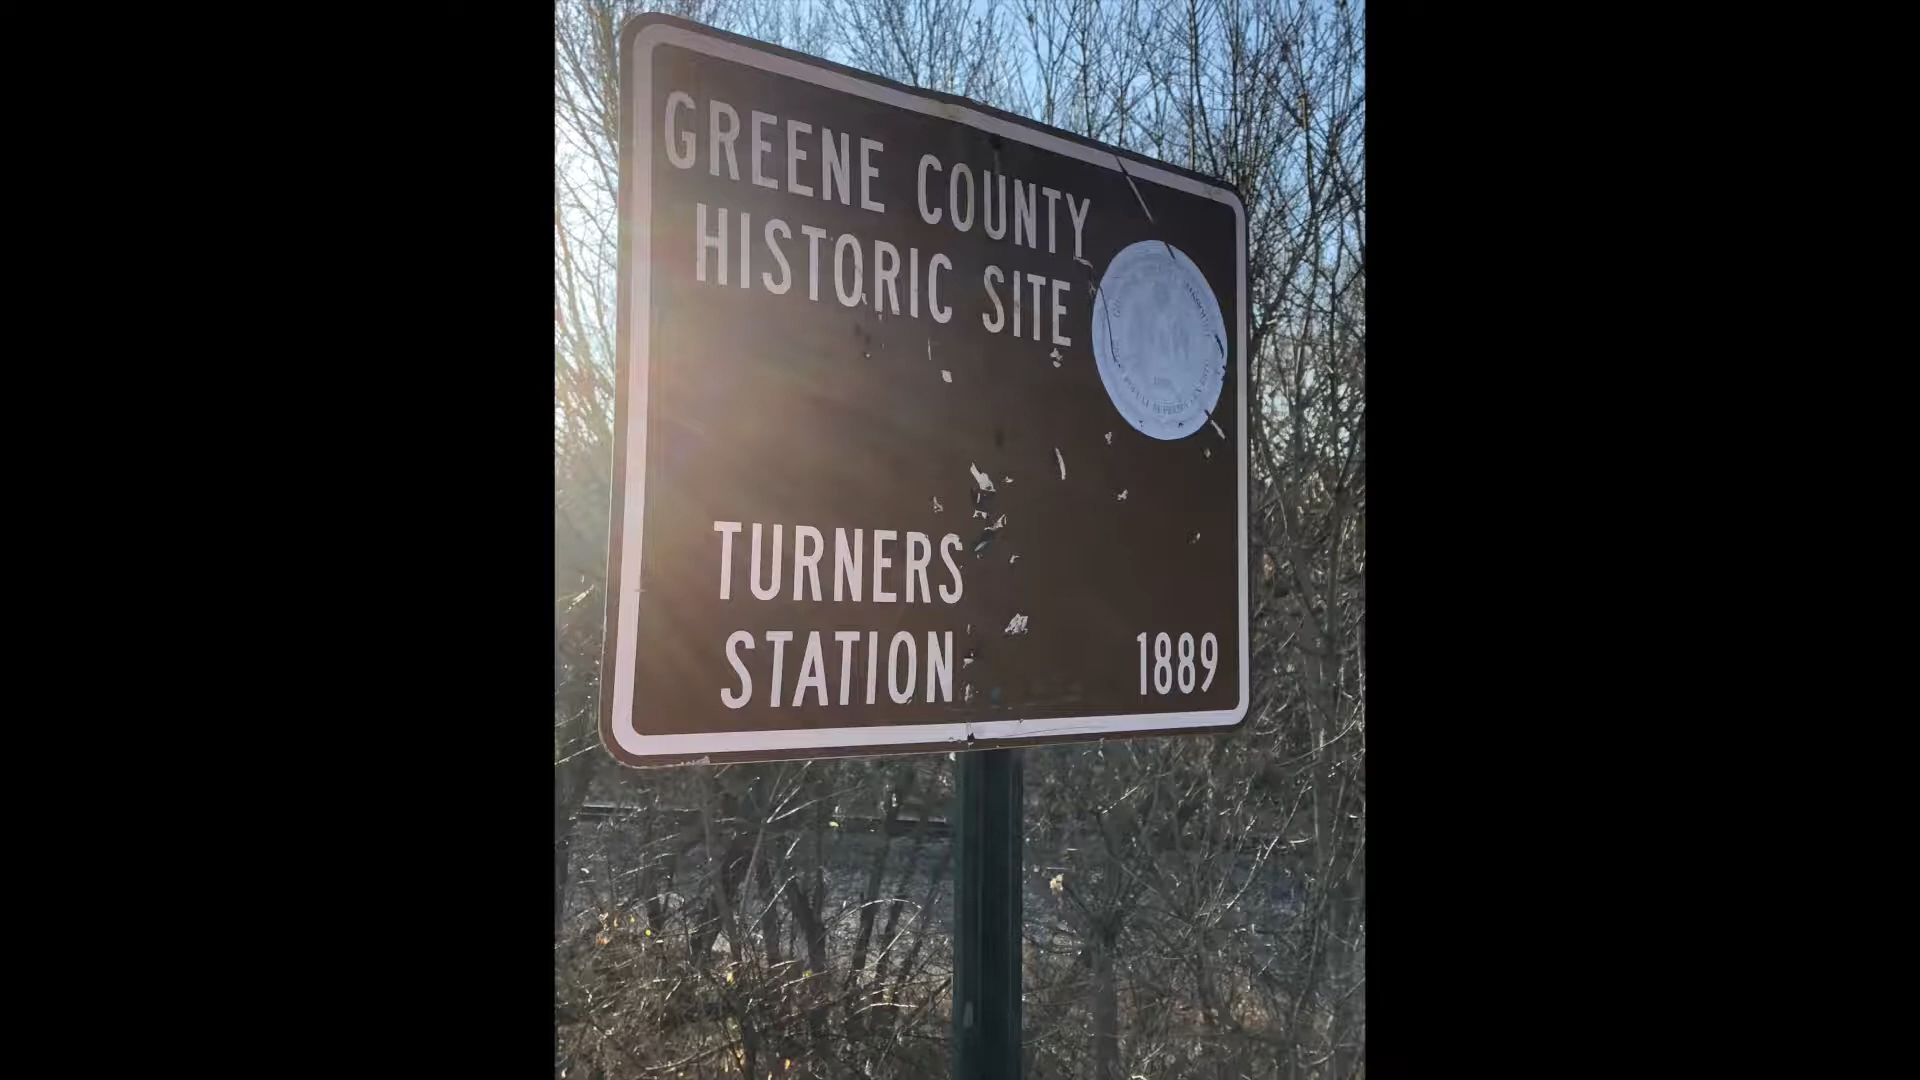 GREENE COUNTY
HISTORIC SITE
TURNERS
STATION 1889